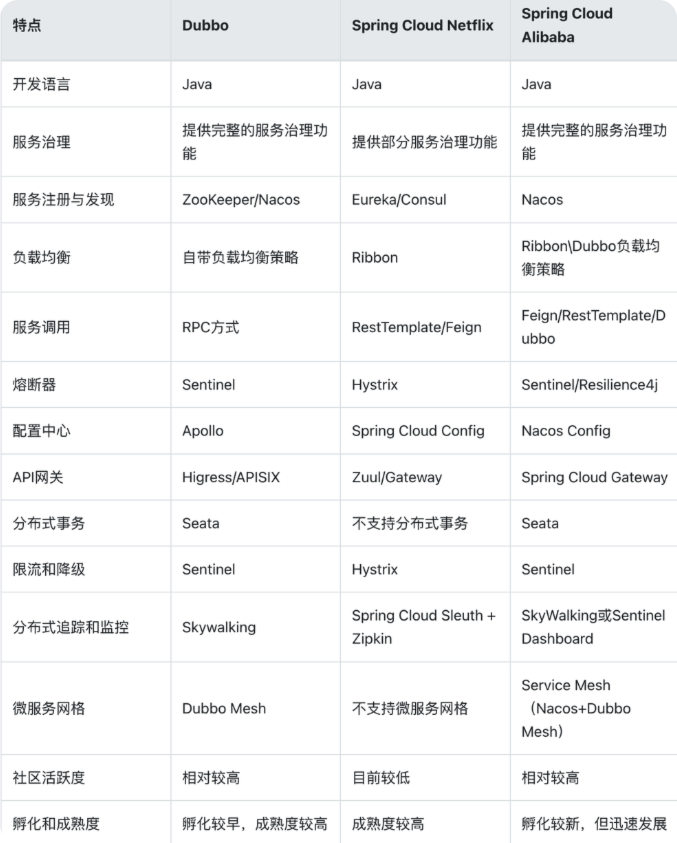 特点
Dubbo
Spring Cloud Netflix
Spring Cloud
Alibaba
开发语言
Java
Java
Java
服务治理
提供完整的服务治理功
能
提供部分服务治理功能
提供完整的服务治理功
能
服务注册与发现
ZooKeeper/Nacos
Eureka/Consul
Nacos
负载均衡
自带负载均衡策略
Ribbon
Ribbon\Dubbo负载均
衡策略
服务调用
RPC方式
RestTemplate/Feign
Feign/RestTemplate/D
ubbo
熔断器
Sentinel
Hystrix
Sentinel/Resilience4j
配置中心
Apollo
Spring Cloud Config
Nacos Config
API网关
Higress/APISIX
Zuul/Gateway
Spring Cloud Gateway
分布式事务
Seata
不支持分布式事务
Seata
限流和降级
Sentinel
Hystrix
Sentinel
分布式追踪和监控
Skywalking
Spring Cloud Sleuth +
Zipkin
SkyWalking或Sentinel
Dashboard
微服务网格
Dubbo Mesh
不支持微服务网格
Service Mesh
（Nacos+Dubbo
Mesh）
社区活跃度
相对较高
目前较低
相对较高
孵化和成熟度
孵化较早，成熟度较高
成熟度较高
孵化较新，但迅速发展